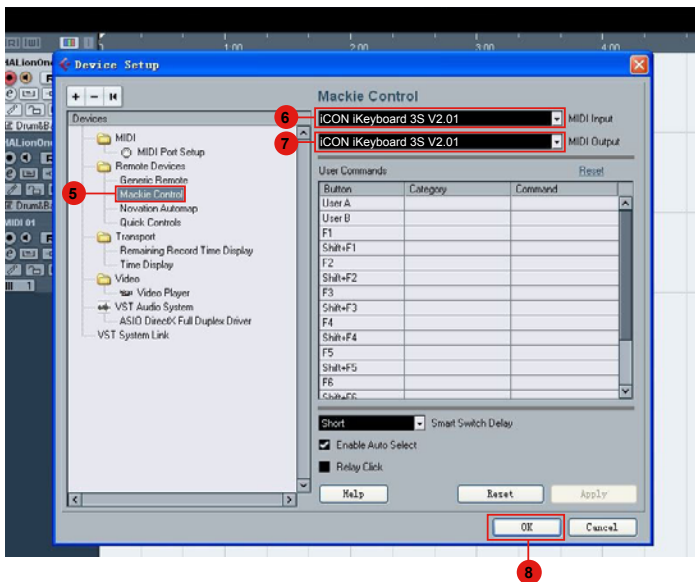 1.00 2.00 3.00 4.00
HALionOne
Device Setup
+ - 
Devices
MIDI
MIDI Port Setup
Remote Devices
Generic Remote
5
Mackie Control
Novation Automap
Quick Controls
Transport
Remaining Record Time Display
Time Display
Video
Video Player
VST Audio System
ASIO DirectX Full Duplex Driver
VST System Link
Mackie Control
6 iCON iKeyboard 3S V2.01 MIDI Input
7 iCON iKeyboard 3S V2.01 MIDI Output
User Commands Reset
Button Category Command
User A
User B
F1
Shift+F1
F2
Shift+F2
F3
Shift+F3
F4
Shift+F4
F5
Shift+F5
F6
Shift+F6
Short Smart Switch Delay
Enable Auto Select
Relay Click
Help Reset Apply
OK Cancel
8
MIDI 01
1